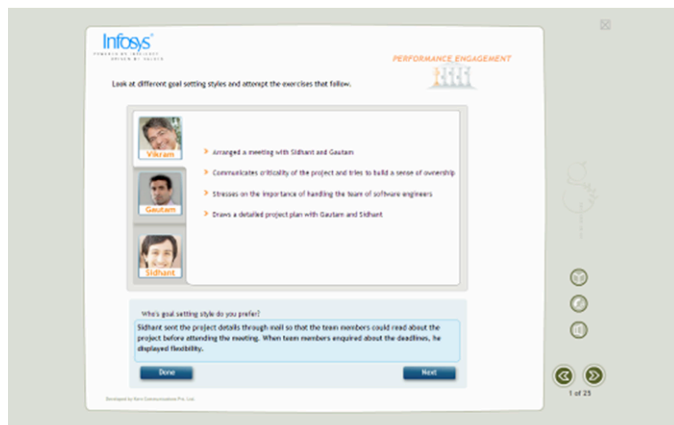 Infosys
POWERED BY INTELLECT
DRIVEN BY VALUES
PERFORMANCE ENGAGEMENT
Look at different goal setting styles and attempt the exercises that follow.
Vikram
Gautam
Sidhant
Arranged a meeting with Sidhant and Gautam
Communicates criticality of the project and tries to build a sense of ownership
Stresses on the importance of handling the team of software engineers
Draws a detailed project plan with Gautam and Sidhant
Who's goal setting style do you prefer?
Sidhant sent the project details through mail so that the team members could read about the
project before attending the meeting. When team members enquired about the deadlines, he
displayed flexibility.
Done
Next
Developed by Communications Pvt. Ltd.
1 of 25